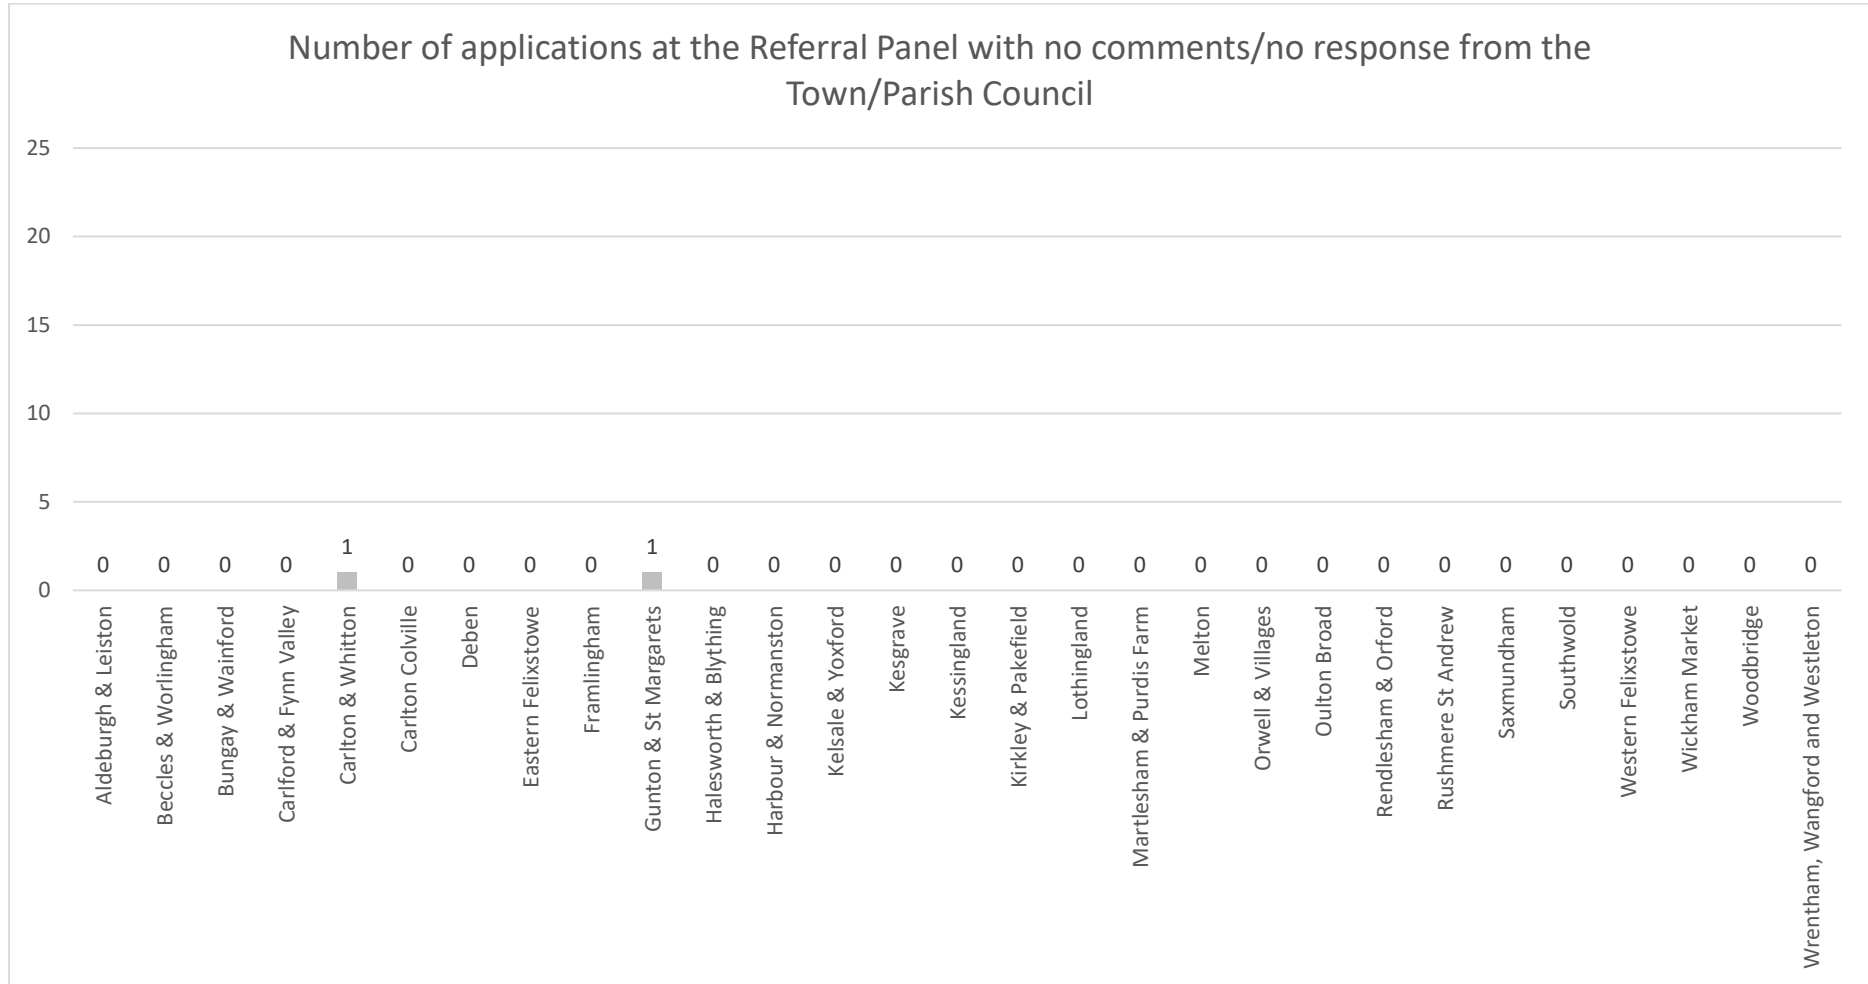 Number of applications at the Referral Panel with no comments/no response from the
Town/Parish Council
25
20
15
10
5
0
0 0 0 0 1 0 0 0 0 1 0 0 0 0 0 0 0 0 0 0 0 0 0 0 0 0 0 0 0
Aldeburgh & Leiston
Beccles & Worlingham
Bungay & Wainford
Carlford & Fynn Valley
Carlton & Whitton
Carlton Colville
Deben
Eastern Felixstowe
Framlingham
Gunton & St Margarets
Halesworth & Blything
Harbour & Normanston
Kelsale & Yoxford
Kesgrave
Kessingland
Kirkley & Pakefield
Lothingland
Martlesham & Purdis Farm
Melton
Orwell & Villages
Oulton Broad
Rendlesham & Orford
Rushmere St Andrew
Saxmundham
Southwold
Western Felixstowe
Wickham Market
Woodbridge
Wrentham, Wangford and Westleton